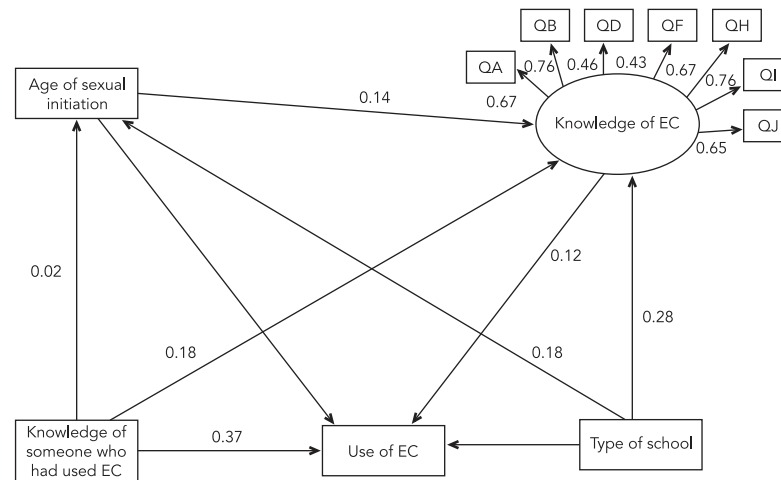 QB QD QF QH
QA 0.76 0.46 0.43 0.67 0.76 QI
Age of sexual
initiation
0.14 0.67 Knowledge of EC QJ
0.65
0.12
0.02
0.28
0.18 0.18
Knowledge of
someone who
had used EC
0.37
Use of EC
Type of school